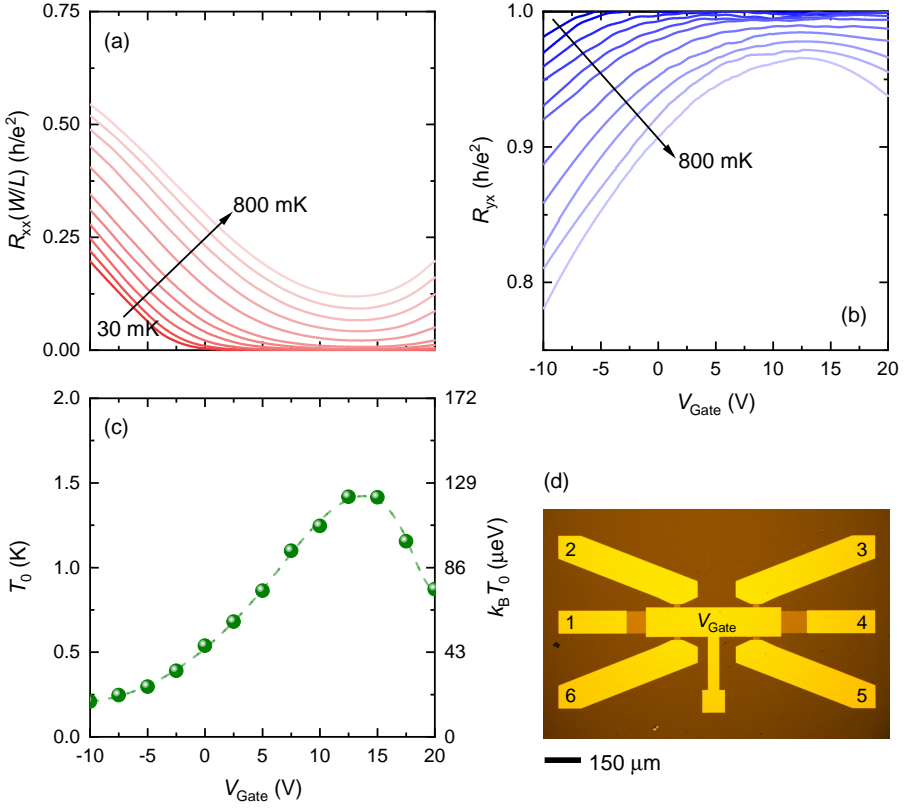 (a)
0.75
0.50
0.25
0.00
R_xx(W/L) (h/e²)
800 mK
30 mK
(b)
1.0
0.9
0.8
R_yx (h/e²)
800 mK
-10 -5 0 5 10 15 20
V_Gate (V)
(c)
2.0
1.5
1.0
0.5
0.0
T_0 (K)
172
129
86
43
0
k_B T_0 (μeV)
-10 -5 0 5 10 15 20
V_Gate (V)
(d)
2 3
1 V_Gate 4
6 5
150 μm